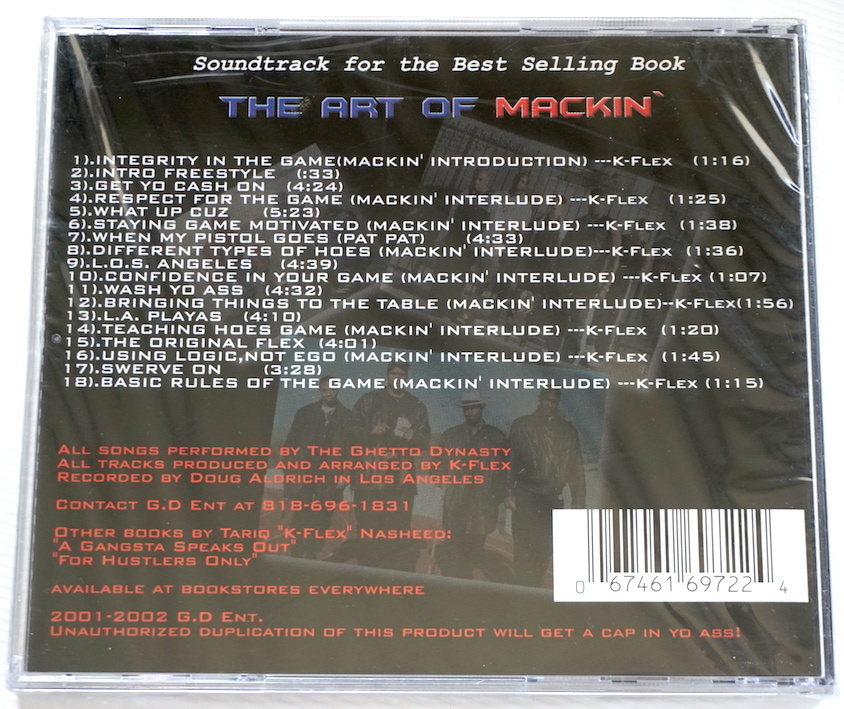 Soundtrack for the Best Selling Book
THE ART OF MACKIN`
1).INTEGRITY IN THE GAME(MACKIN' INTRODUCTION) ---K-FLEX (1:16)
2).INTRO FREESTYLE (:33)
3).GET YO CASH ON (4:24)
4).RESPECT FOR THE GAME (MACKIN' INTERLUDE) ---K-FLEX (1:25)
5).WHAT UP CUZ (5:23)
6).STAYING GAME MOTIVATED (MACKIN' INTERLUDE) ---K-FLEX (1:38)
7).WHEN MY PISTOL GOES (PAT PAT) (4:33)
8).DIFFERENT TYPES OF HOES (MACKIN' INTERLUDE)---K-FLEX (1:36)
9).L.O.S. ANGELES (4:39)
10).CONFIDENCE IN YOUR GAME (MACKIN' INTERLUDE) ---K-FLEX (1:07)
11).WASH YO ASS (4:32)
12).BRINGING THINGS TO THE TABLE (MACKIN' INTERLUDE)--K-FLEX(1:56)
13).L.A. PLAYAS (4:10)
14).TEACHING HOES GAME (MACKIN' INTERLUDE) ---K-FLEX (1:20)
15).THE ORIGINAL FLEX (4:01)
16).USING LOGIC,NOT EGO (MACKIN' INTERLUDE) ---K-FLEX (1:45)
17).SWERVE ON (3:28)
18).BASIC RULES OF THE GAME (MACKIN' INTERLUDE) ---K-FLEX (1:15)
ALL SONGS PERFORMED BY THE GHETTO DYNASTY
ALL TRACKS PRODUCED AND ARRANGED BY K-FLEX
RECORDED BY DOUG ALDRICH IN LOS ANGELES
CONTACT G.D ENT AT 818-696-1831
OTHER BOOKS BY TARIQ "K-FLEX" NASHEED:
"A GANGSTA SPEAKS OUT"
"FOR HUSTLERS ONLY"
AVAILABLE AT BOOKSTORES EVERYWHERE
2001-2002 G.D ENT.
UNAUTHORIZED DUPLICATION OF THIS PRODUCT WILL GET A CAP IN YO ASS!
0 67461 69722 4